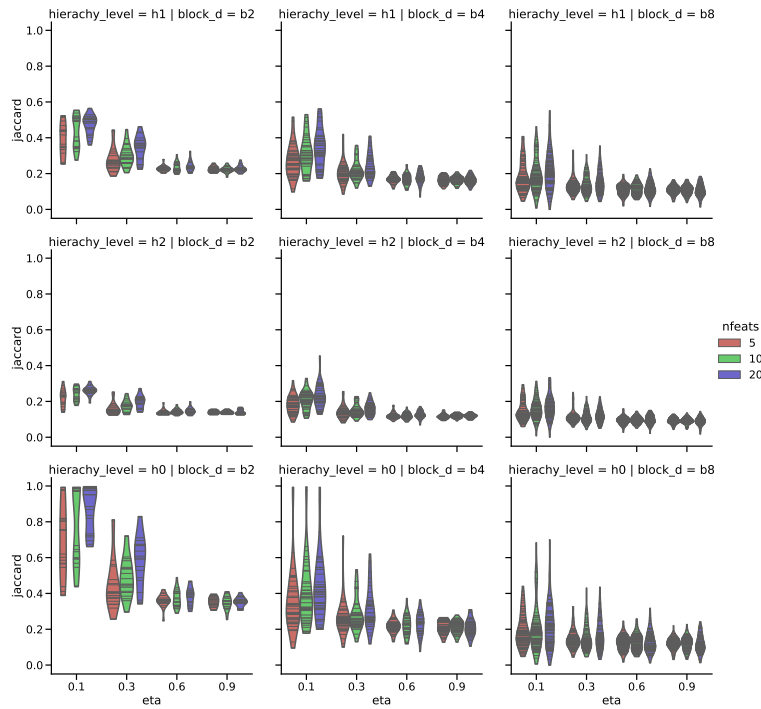 hierachy_level = h1 | block_d = b2
hierachy_level = h1 | block_d = b4
hierachy_level = h1 | block_d = b8
1.0
0.8
0.6
0.4
0.2
0.0
jaccard
hierachy_level = h2 | block_d = b2
hierachy_level = h2 | block_d = b4
hierachy_level = h2 | block_d = b8
1.0
0.8
0.6
0.4
0.2
0.0
jaccard
nfeats
5
10
20
hierachy_level = h0 | block_d = b2
hierachy_level = h0 | block_d = b4
hierachy_level = h0 | block_d = b8
1.0
0.8
0.6
0.4
0.2
0.0
jaccard
0.1 0.3 0.6 0.9
eta
0.1 0.3 0.6 0.9
eta
0.1 0.3 0.6 0.9
eta